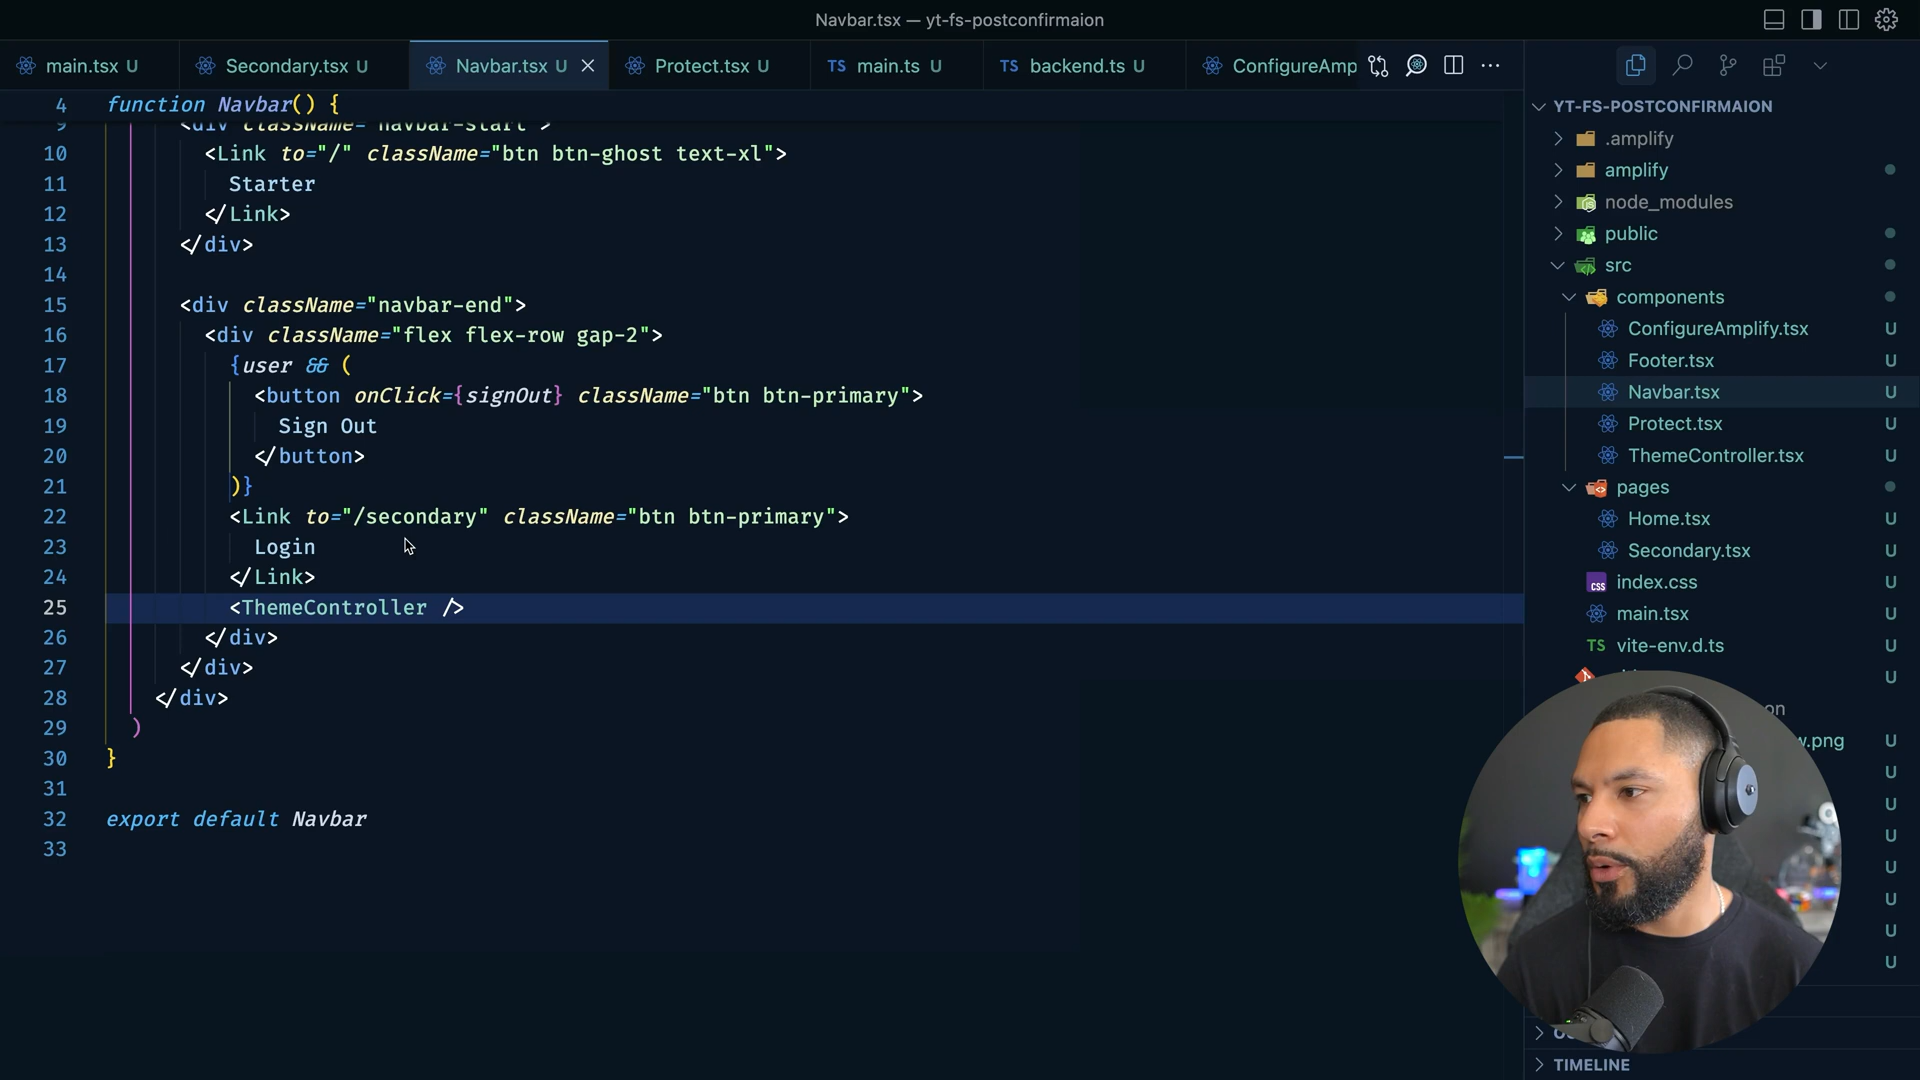 Navbar.tsx — yt-fs-postconfirmaion
main.tsx U
Secondary.tsx U
Navbar.tsx U
Protect.tsx U
TS main.ts U
TS backend.ts U
ConfigureAmp
4 function Navbar() {
9 <div className="navbar-start">
10 <Link to="/" className="btn btn-ghost text-xl">
11 Starter
12 </Link>
13 </div>
14
15 <div className="navbar-end">
16 <div className="flex flex-row gap-2">
17 {user && (
18 <button onClick={signOut} className="btn btn-primary">
19 Sign Out
20 </button>
21 )}
22 <Link to="/secondary" className="btn btn-primary">
23 Login
24 </Link>
25 <ThemeController />
26 </div>
27 </div>
28 </div>
29 )
30 }
31
32 export default Navbar
33
YT-FS-POSTCONFIRMAION
.amplify
amplify
node_modules
public
src
components
ConfigureAmplify.tsx U
Footer.tsx U
Navbar.tsx U
Protect.tsx U
ThemeController.tsx U
pages
Home.tsx U
Secondary.tsx U
CSS index.css U
main.tsx U
TS vite-env.d.ts U
U
on
w.png U
U
U
U
U
U
U
U
TIMELINE